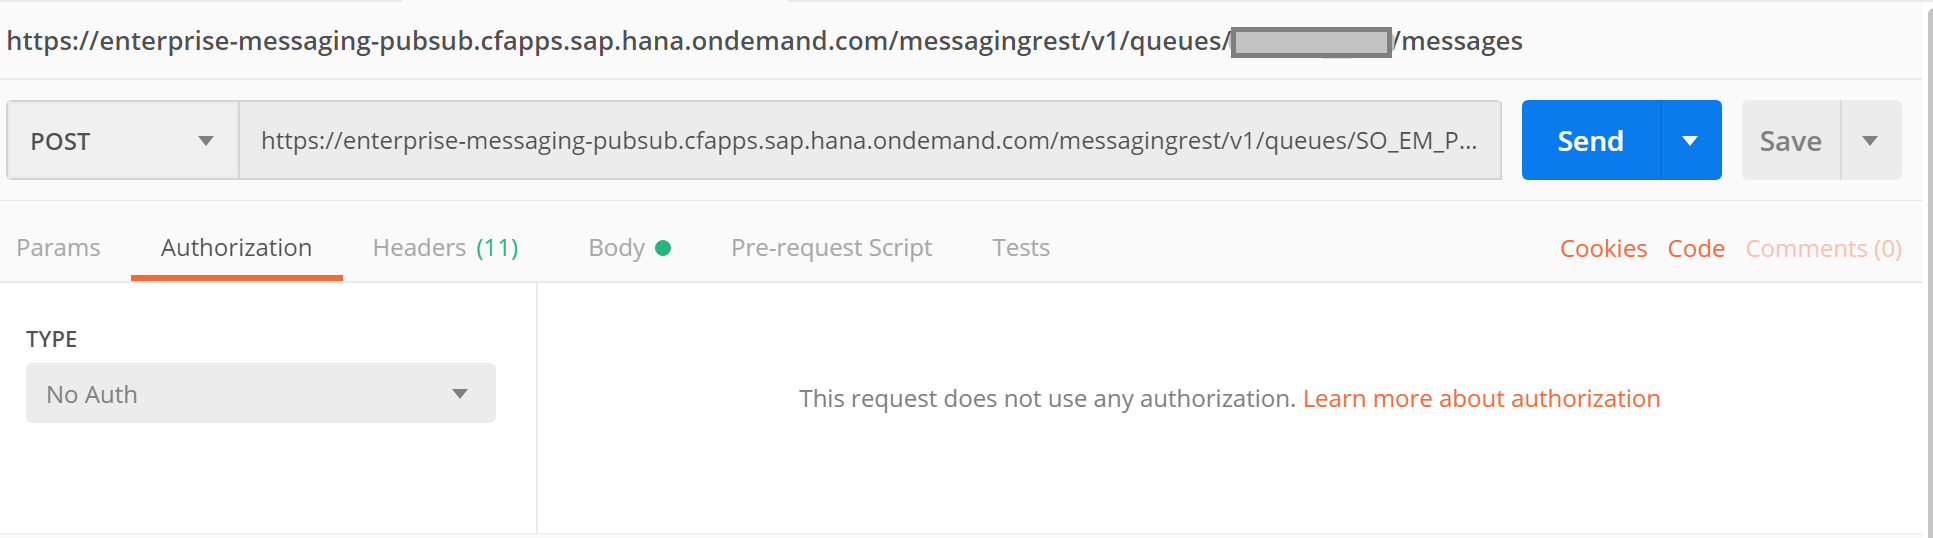 https://enterprise-messaging-pubsub.cfapps.sap.hana.ondemand.com/messagingrest/v1/queues/ /messages
POST https://enterprise-messaging-pubsub.cfapps.sap.hana.ondemand.com/messagingrest/v1/queues/SO_EM_P... Send Save
Params Authorization Headers (11) Body Pre-request Script Tests Cookies Code Comments (0)
TYPE
No Auth
This request does not use any authorization. Learn more about authorization